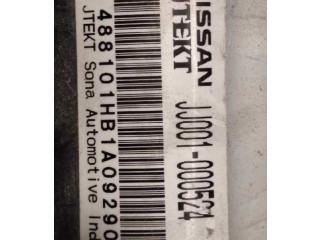 NISSAN
JTEKT JJ001-000524
488101HB1A09290
JTEKT Sona Automotive Ind